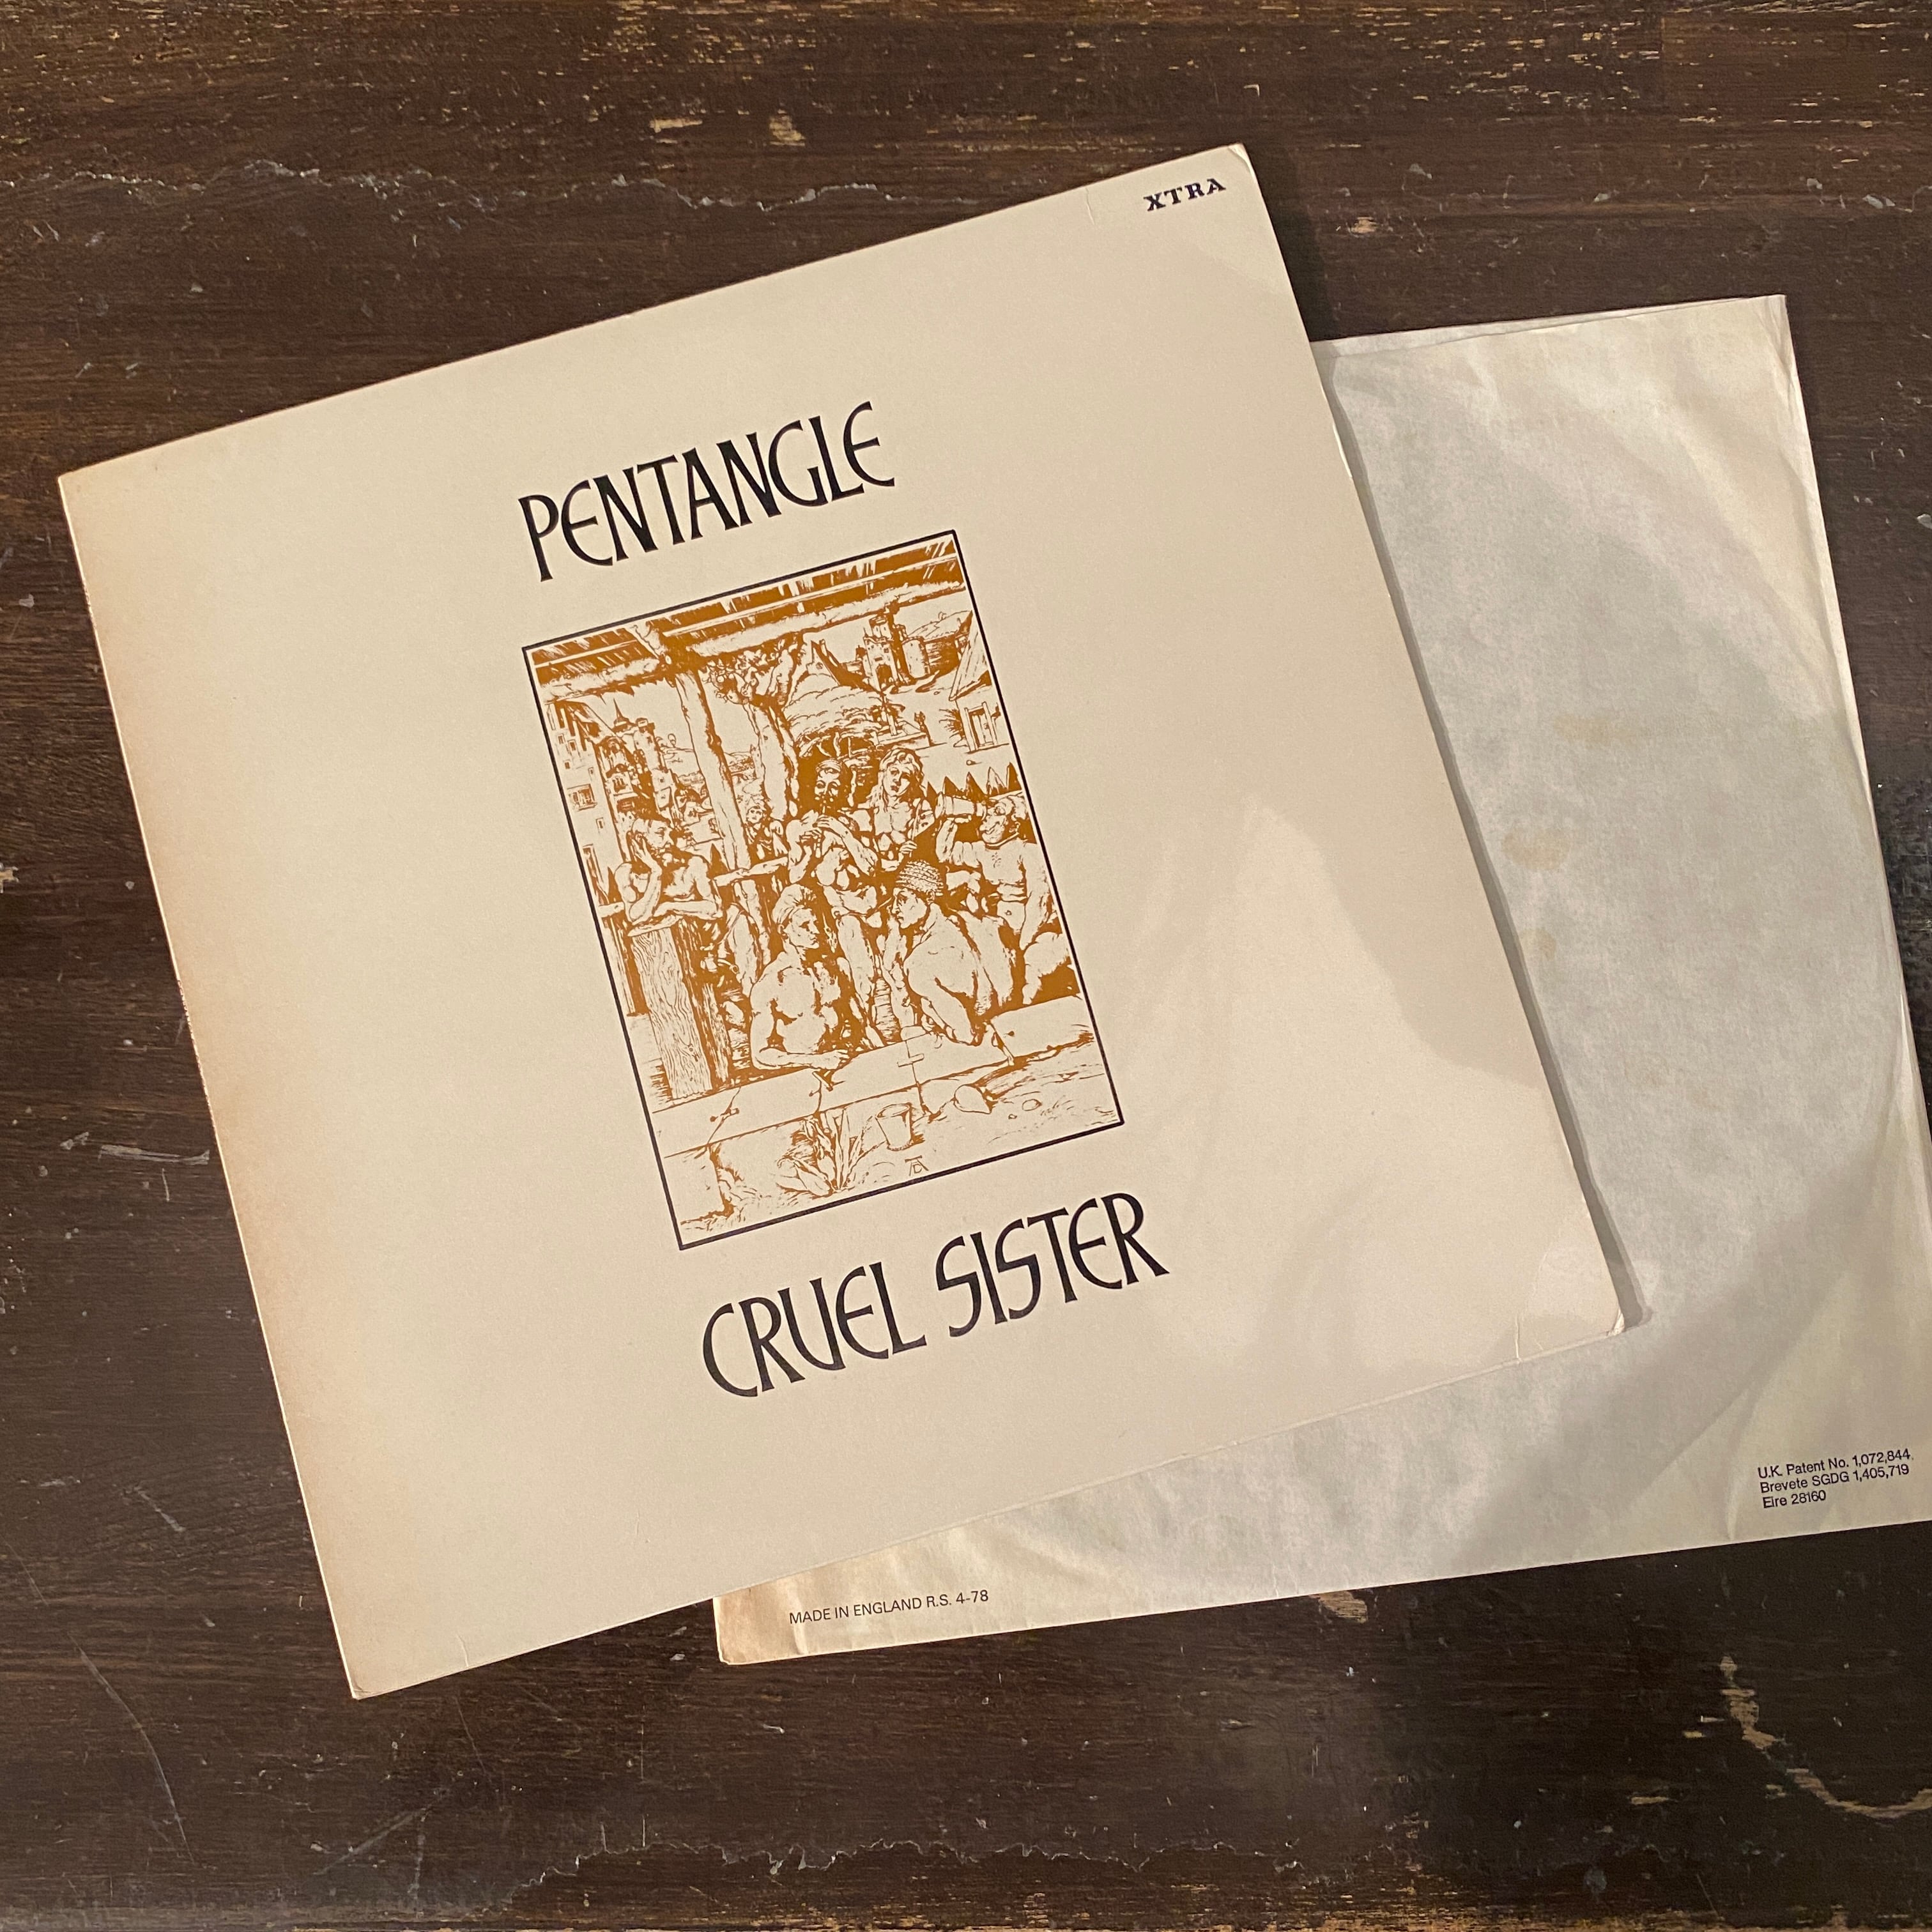 XTRA
PENTANGLE
CRUEL SISTER
U.K. Patent No. 1,072,844.
Brevete SGDG 1,405,719
Eire 28160
MADE IN ENGLAND R.S. 4-78